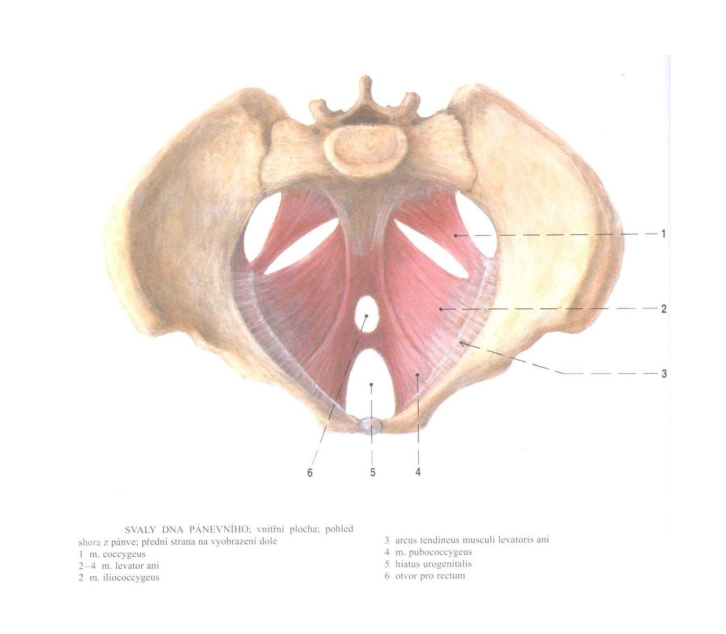 1
2
3
6
5
4
SVALY DNA PÁNEVNÍHO; vnitřní plocha; pohled
shora z pánve; přední strana na vyobrazení dole
1 m. coccygeus
2–4 m. levator ani
2 m. iliococcygeus
3 arcus tendineus musculi levatoris ani
4 m. pubococcygeus
5 hiatus urogenitalis
6 otvor pro rectum